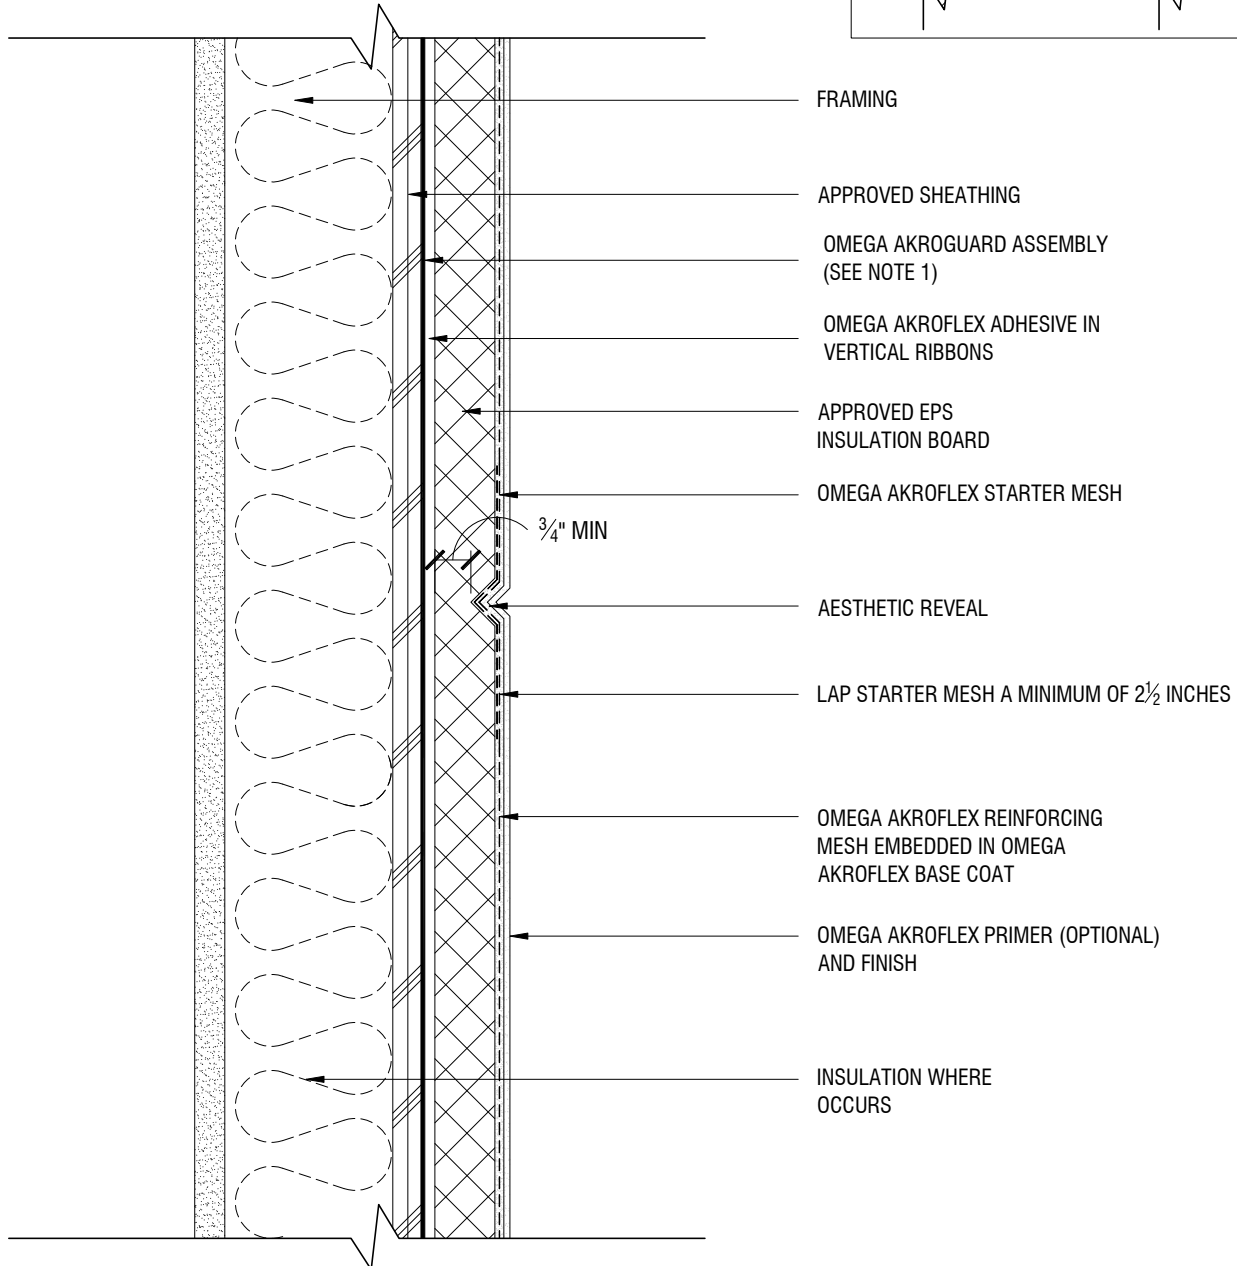 FRAMING
APPROVED SHEATHING
OMEGA AKROGUARD ASSEMBLY
(SEE NOTE 1)
OMEGA AKROFLEX ADHESIVE IN
VERTICAL RIBBONS
APPROVED EPS
INSULATION BOARD
OMEGA AKROFLEX STARTER MESH
¾" MIN
AESTHETIC REVEAL
LAP STARTER MESH A MINIMUM OF 2½ INCHES
OMEGA AKROFLEX REINFORCING
MESH EMBEDDED IN OMEGA
AKROFLEX BASE COAT
OMEGA AKROFLEX PRIMER (OPTIONAL)
AND FINISH
INSULATION WHERE
OCCURS